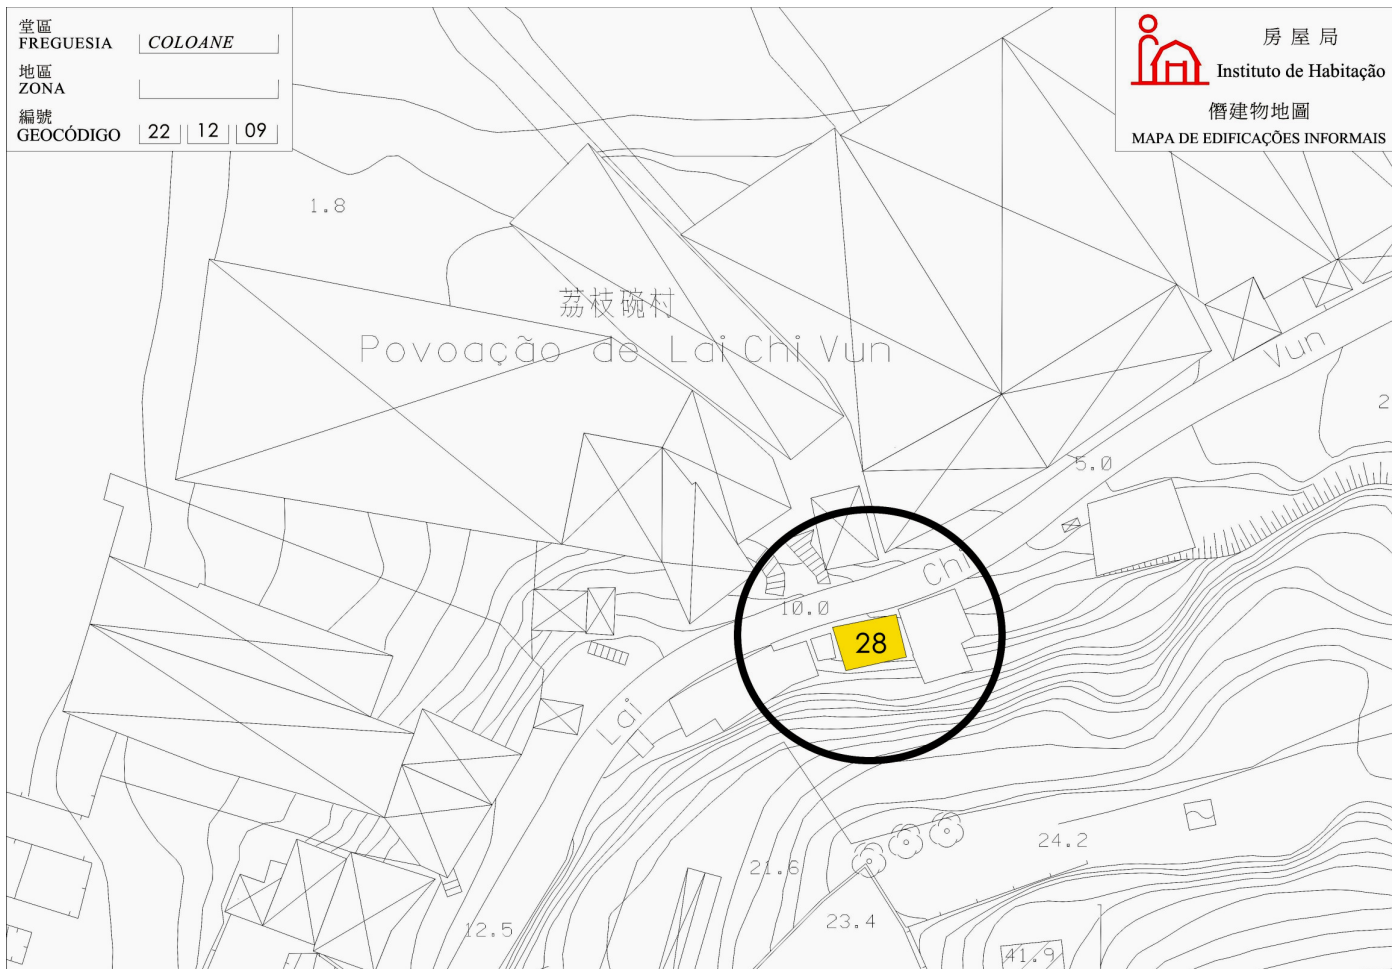 堂區
FREGUESIA COLOANE
地區
ZONA
編號
GEOCÓDIGO 22 12 09
房屋局
Instituto de Habitação
僭建物地圖
MAPA DE EDIFICAÇÕES INFORMAIS
1.8
荔枝碗村
Povoação de Lai Chi Vun
Vun
2
5.0
Chi
10.0
28
Lai
24.2
21.6
23.4
12.5
41.9